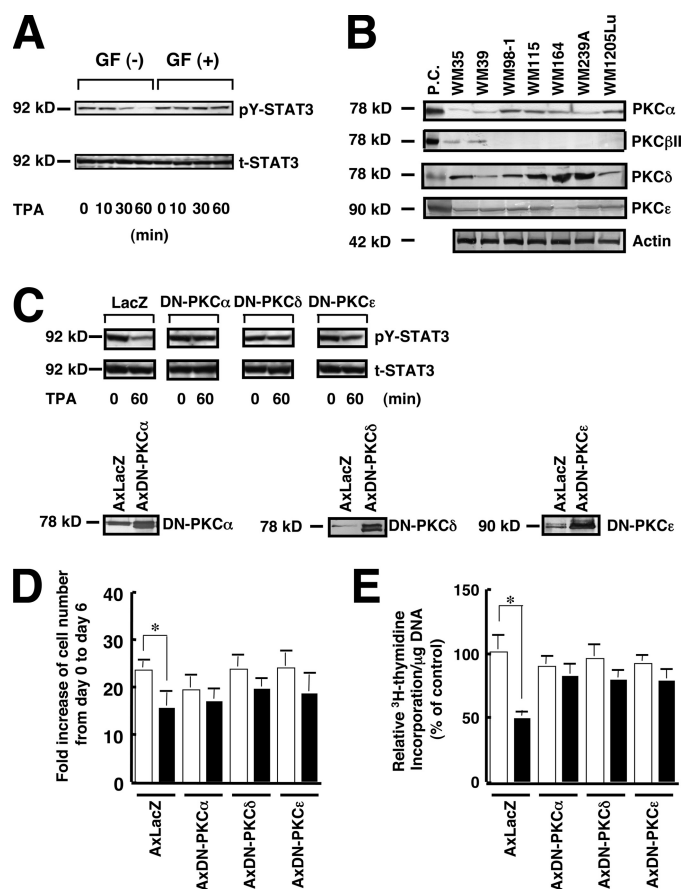 A
GF (-) GF (+)
92 kD pY-STAT3
92 kD t-STAT3
TPA 0 10 30 60 0 10 30 60
(min)
B
P.C. WM35 WM39 WM98-1 WM115 WM164 WM239A WM1205Lu
78 kD PKCα
78 kD PKCβII
78 kD PKCδ
90 kD PKCε
42 kD Actin
C
LacZ DN-PKCα DN-PKCδ DN-PKCε
92 kD pY-STAT3
92 kD t-STAT3
TPA 0 60 0 60 0 60 0 60 (min)
AxLacZ AxDN-PKCα
78 kD DN-PKCα
AxLacZ AxDN-PKCδ
78 kD DN-PKCδ
AxLacZ AxDN-PKCε
90 kD DN-PKCε
D
Fold increase of cell number
from day 0 to day 6
40
30
20
10
0
*
AxLacZ AxDN-PKCα AxDN-PKCδ AxDN-PKCε
E
Relative ³H-thymidine
Incorporation/μg DNA
(% of control)
150
100
50
0
*
AxLacZ AxDN-PKCα AxDN-PKCδ AxDN-PKCε